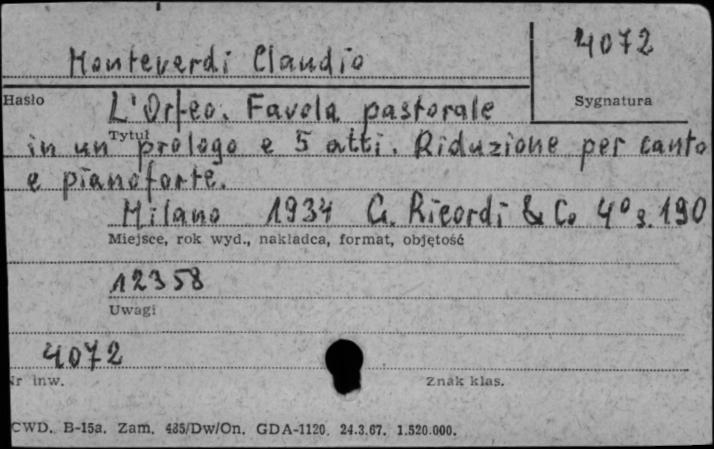 4072
Monteverdi Claudio
Hasło
Sygnatura
L'Orfeo. Favola pastorale
Tytuł
in un prologo e 5 atti. Riduzione per canto
e pianoforte.
Milano 1934 G. Ricordi & Co 4° s. 190
Miejsce, rok wyd., nakładca, format, objętość
12358
Uwagi
4072
Nr inw.
Znak klas.
CWD. B-15a. Zam. 435/Dw/On. GDA-1120. 24.3.67. 1.520.000.